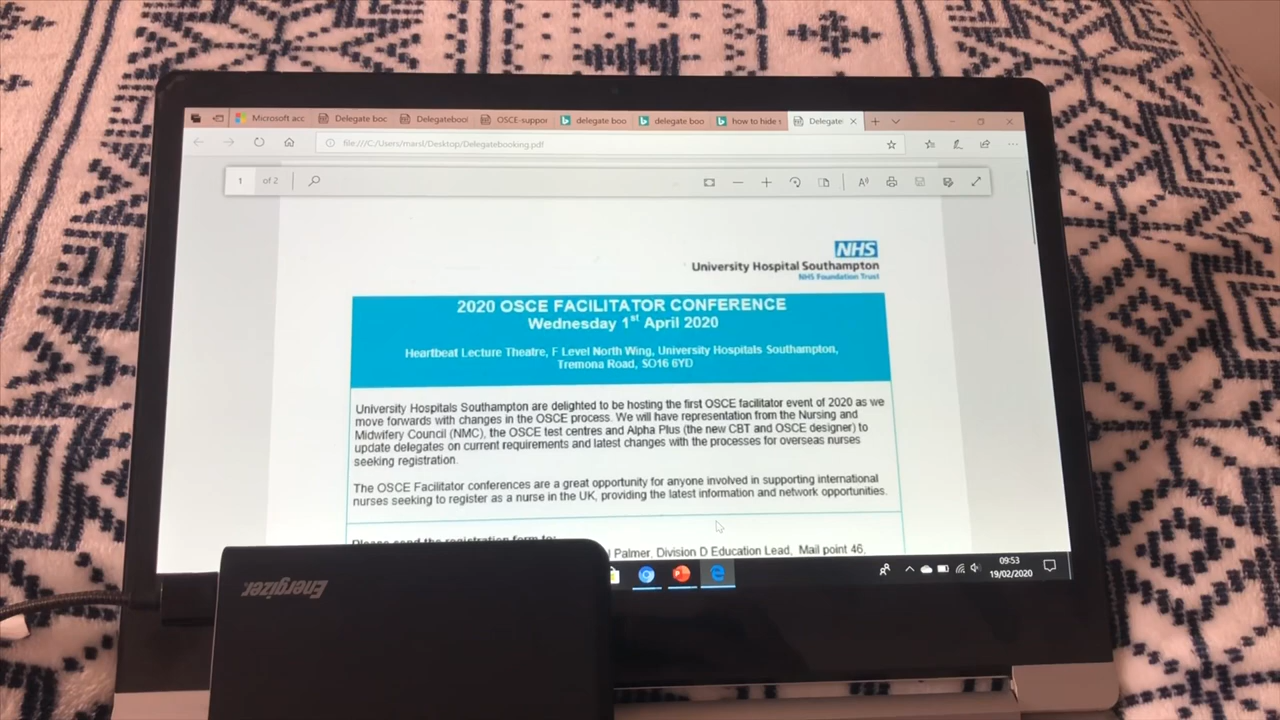 Microsoft acc
Delegate boc
Delegateboo
OSCE-suppor
delegate boo
delegate boo
how to hide s
Delegate
file:///C:/Users/marsl/Desktop/Delegatebooking.pdf
1 of 2
NHS
University Hospital Southampton
NHS Foundation Trust
2020 OSCE FACILITATOR CONFERENCE
Wednesday 1st April 2020
Heartbeat Lecture Theatre, F Level North Wing, University Hospitals Southampton,
Tremona Road, SO16 6YD
University Hospitals Southampton are delighted to be hosting the first OSCE facilitator event of 2020 as we
move forwards with changes in the OSCE process. We will have representation from the Nursing and
Midwifery Council (NMC), the OSCE test centres and Alpha Plus (the new CBT and OSCE designer) to
update delegates on current requirements and latest changes with the processes for overseas nurses
seeking registration.
The OSCE Facilitator conferences are a great opportunity for anyone involved in supporting international
nurses seeking to register as a nurse in the UK, providing the latest information and network opportunities.
Please send the registration form to:
Palmer, Division D Education Lead, Mail point 46,
09:53
19/02/2020
Energizer